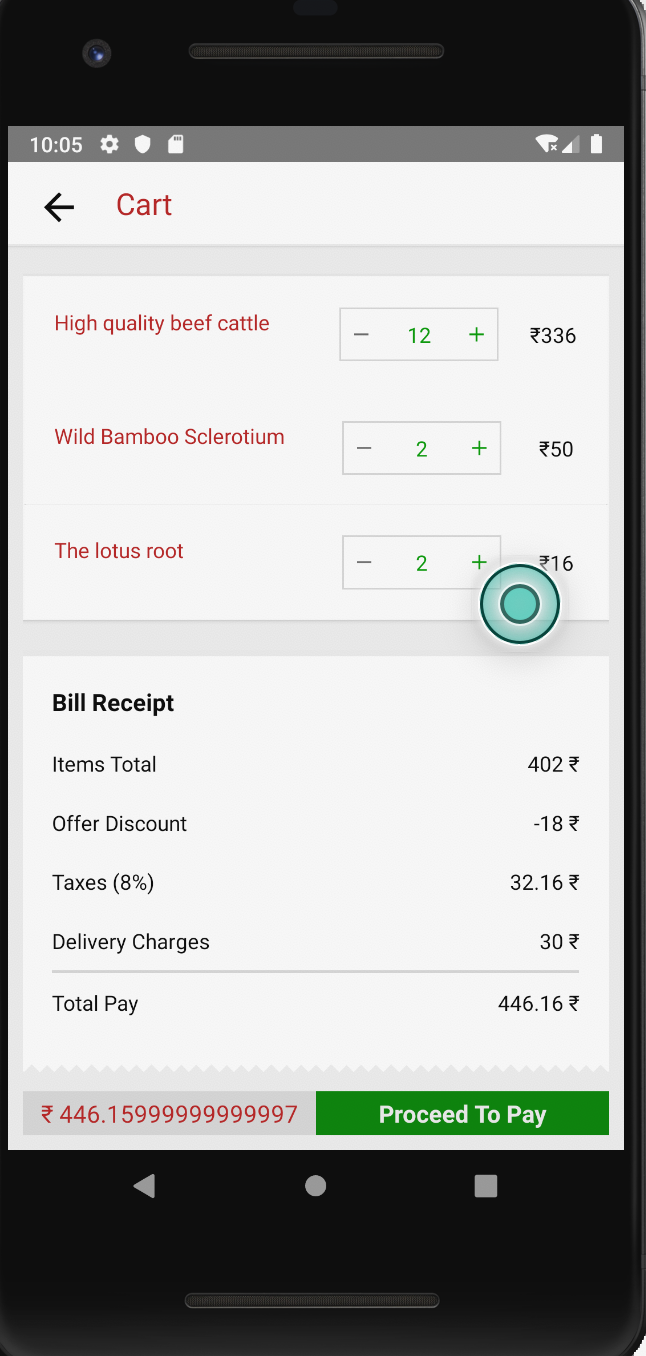 10:05
Cart
High quality beef cattle − 12 + ₹336
Wild Bamboo Sclerotium − 2 + ₹50
The lotus root − 2 + ₹16
Bill Receipt
Items Total 402 ₹
Offer Discount -18 ₹
Taxes (8%) 32.16 ₹
Delivery Charges 30 ₹
Total Pay 446.16 ₹
₹ 446.15999999999997 Proceed To Pay